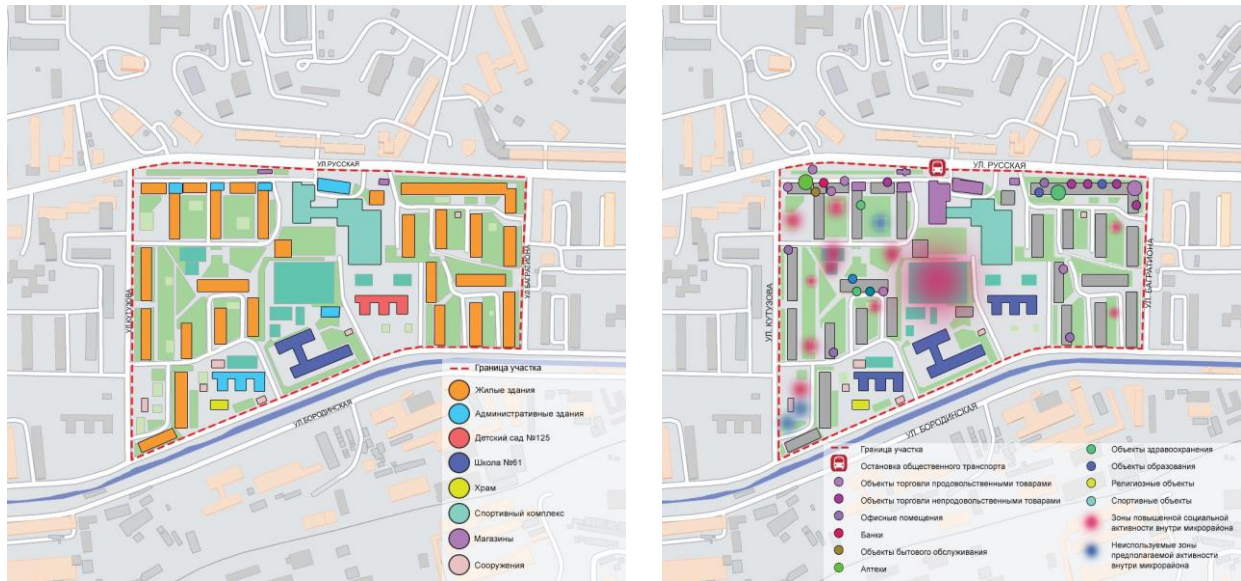 УЛ.РУССКАЯ
УЛ.КУТУЗОВА
УЛ.БАГРАТИОНА
УЛ.БОРОДИНСКАЯ
Граница участка
Жилые здания
Административные здания
Детский сад №125
Школа №61
Храм
Спортивный комплекс
Магазины
Сооружения
УЛ. РУССКАЯ
УЛ. КУТУЗОВА
УЛ. БАГРАТИОНА
УЛ. БОРОДИНСКАЯ
Граница участка
Остановка общественного транспорта
Объекты торговли продовольственными товарами
Объекты торговли непродовольственными товарами
Офисные помещения
Банки
Объекты бытового обслуживания
Аптеки
Объекты здравоохранения
Объекты образования
Религиозные объекты
Спортивные объекты
Зоны повышенной социальной
активности внутри микрорайона
Неиспользуемые зоны
предполагаемой активности
внутри микрорайона